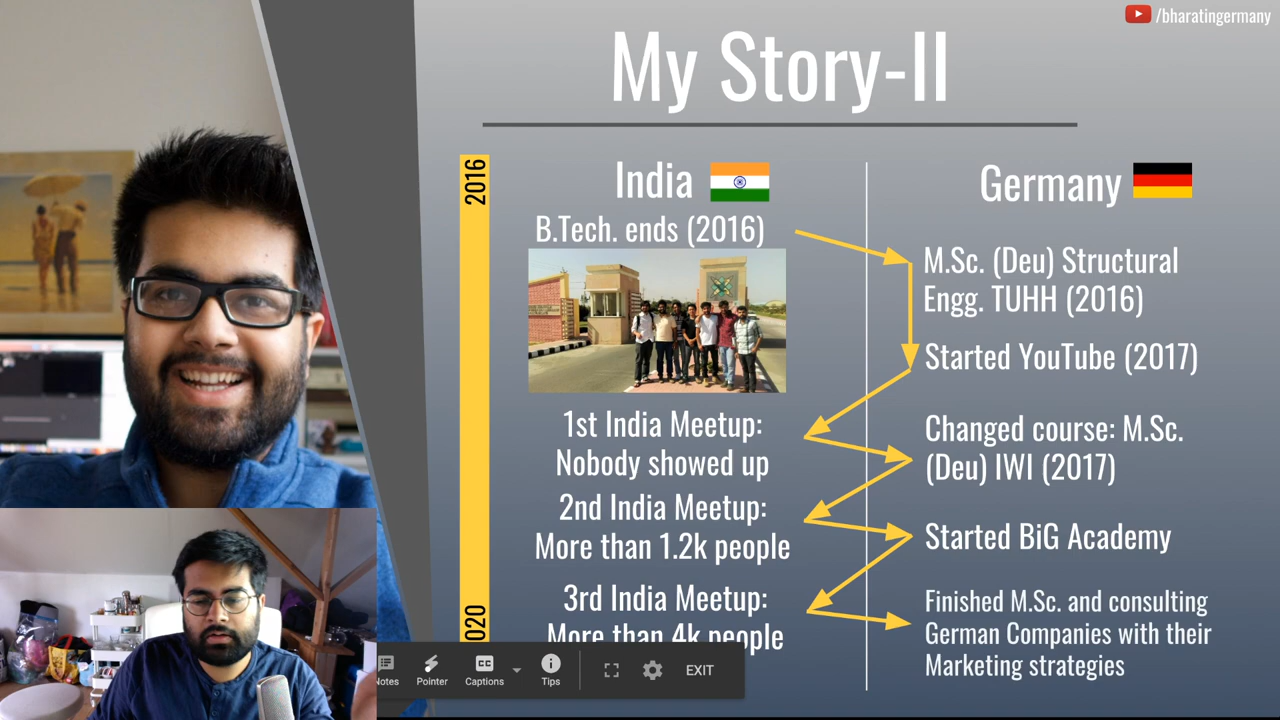 /bharatingermany
My Story-II
2016
India
Germany
B.Tech. ends (2016)
M.Sc. (Deu) Structural
Engg. TUHH (2016)
Started YouTube (2017)
1st India Meetup:
Nobody showed up
Changed course: M.Sc.
(Deu) IWI (2017)
2nd India Meetup:
More than 1.2k people
Started BiG Academy
3rd India Meetup:
More than 4k people
Finished M.Sc. and consulting
German Companies with their
Marketing strategies
020
Notes
Pointer
CC
Captions
Tips
EXIT